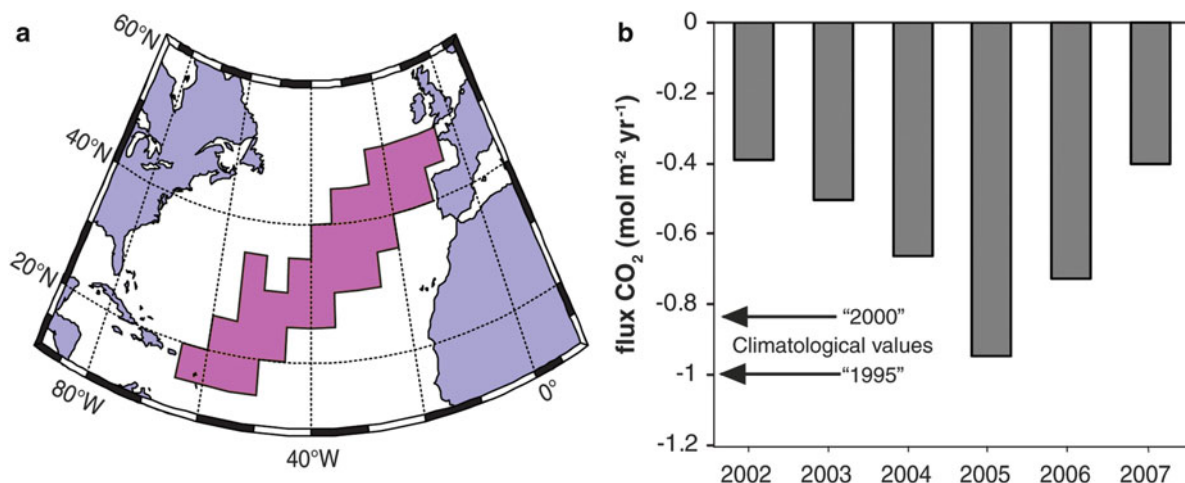 a
60°N
40°N
20°N
80°W
40°W
0°
b
flux CO₂ (mol m⁻² yr⁻¹)
0
-0.2
-0.4
-0.6
-0.8
-1
-1.2
"2000"
Climatological values
"1995"
2002 2003 2004 2005 2006 2007